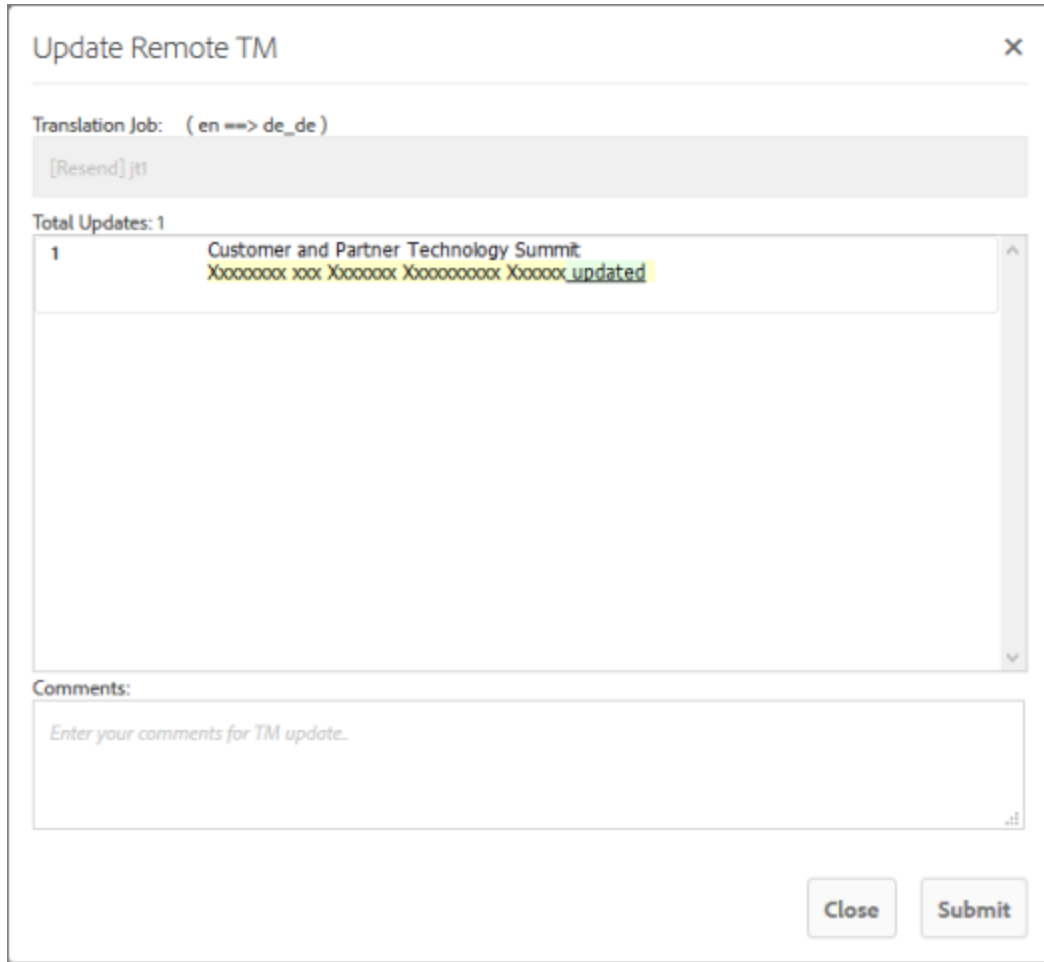 Update Remote TM
Translation Job: ( en ==> de_de )
[Resend] jt1
Total Updates: 1
1 Customer and Partner Technology Summit
Xxxxxxxx xxx Xxxxxxx Xxxxxxxxxx Xxxxxx updated
Comments:
Enter your comments for TM update..
Close Submit